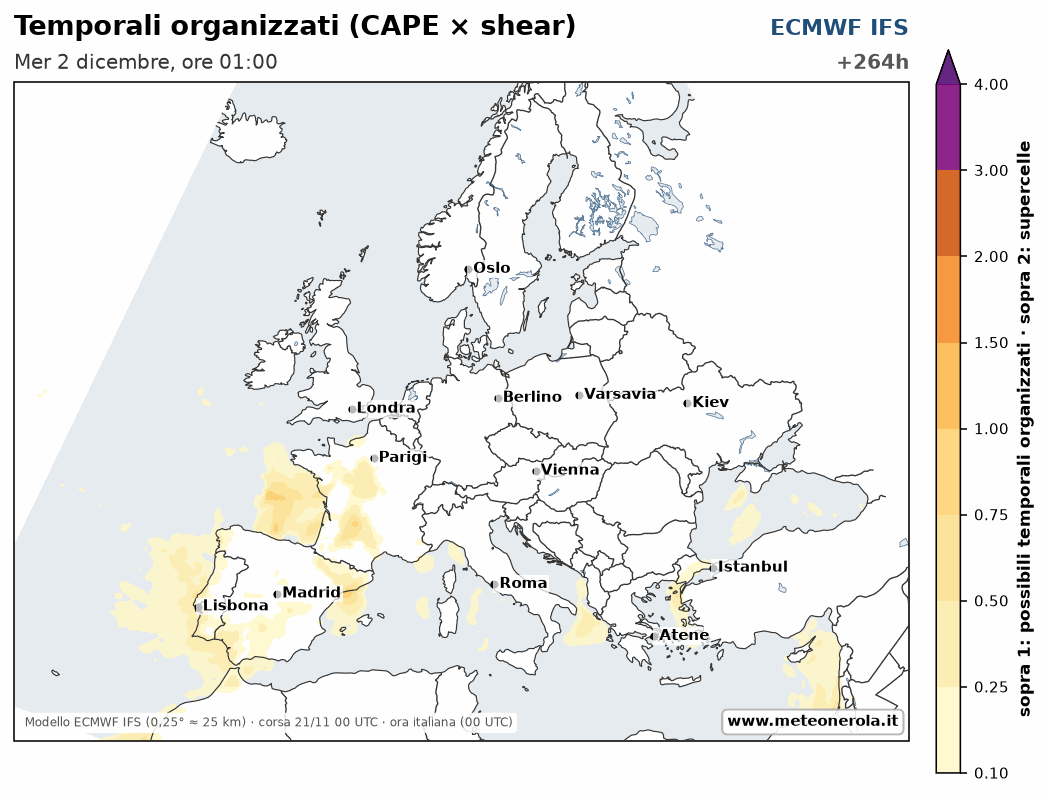 Temporali organizzati (CAPE × shear)
ECMWF IFS
Mer 2 dicembre, ore 01:00
+264h
Oslo
Londra
Berlino
Varsavia
Kiev
Parigi
Vienna
Istanbul
Roma
Madrid
Lisbona
Atene
Modello ECMWF IFS (0,25° ≈ 25 km) · corsa 21/11 00 UTC · ora italiana (00 UTC)
www.meteonerola.it
4.00
3.00
2.00
1.50
1.00
0.75
0.50
0.25
0.10
sopra 1: possibili temporali organizzati · sopra 2: supercelle